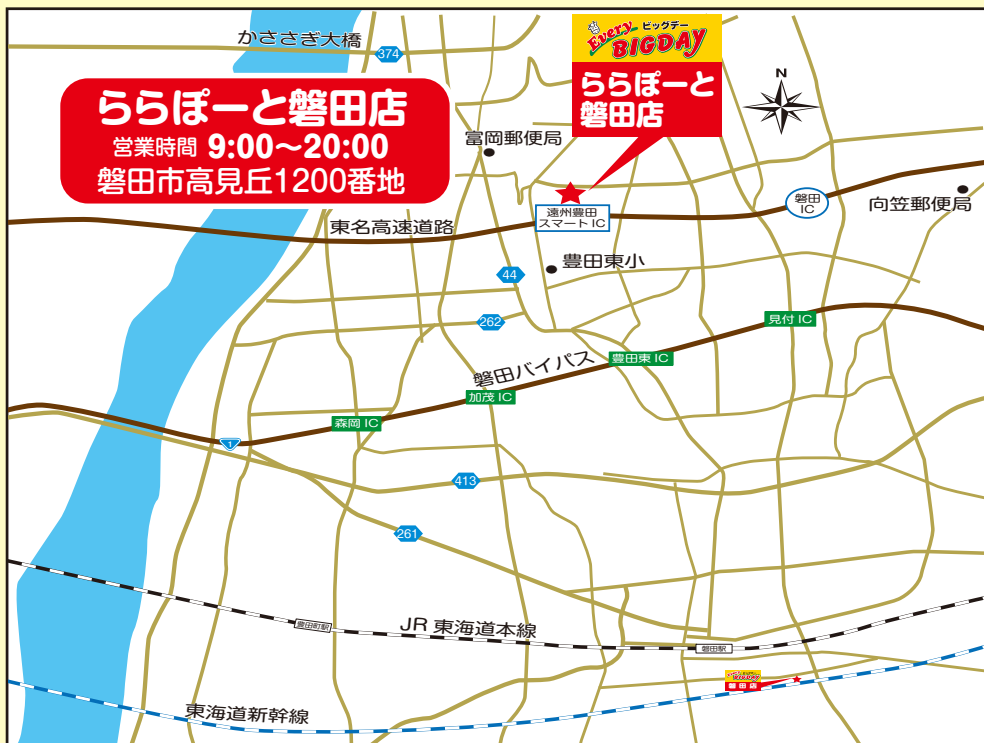 かささぎ大橋
374
Every
ビッグデー
BIGDAY
ららぽーと
磐田店
N
ららぽーと磐田店
営業時間 9:00〜20:00
磐田市高見丘1200番地
富岡郵便局
向笠郵便局
磐田
IC
遠州豊田
スマートIC
東名高速道路
豊田東小
44
262
見付 IC
豊田東 IC
磐田バイパス
加茂 IC
森岡 IC
1
413
261
豊田町駅
JR 東海道本線
磐田駅
BIGDAY
磐田店
東海道新幹線